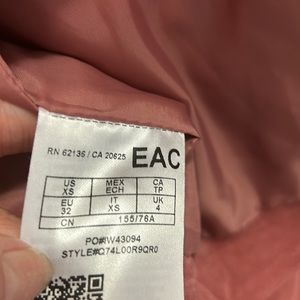 RN 62136 / CA 20625 EAC
US MEX CA
XS ECH TP
EU IT UK
32 XS 4
CN 155/76A
PO#IW43094
STYLE#Q74L00R9QR0